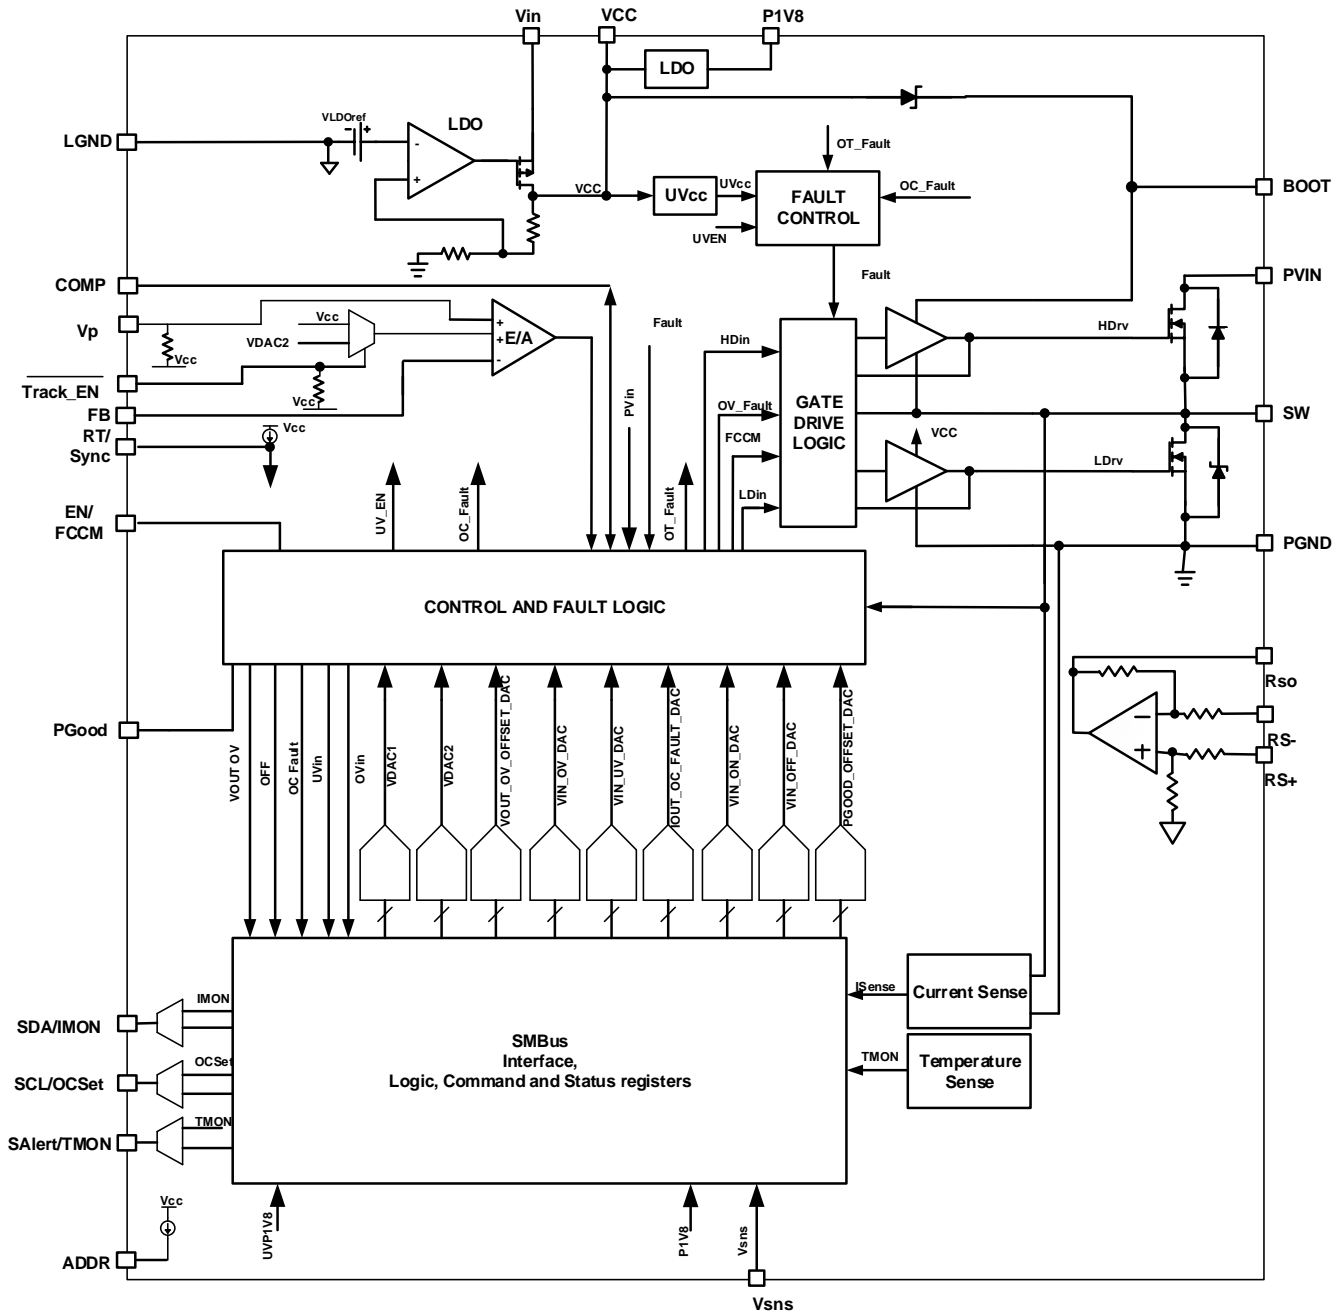 Vin
VCC
P1V8
LDO
LGND
VLDOref
-
+
LDO
-
+
OT_Fault
VCC
UVcc
UVcc
FAULT
CONTROL
OC_Fault
UVEN
BOOT
COMP
Fault
PVIN
Vp
Vcc
VDAC2
Vcc
+
+
-
E/A
Fault
HDin
HDrv
Track_EN
Vcc
FB
PVin
OV_Fault
GATE
DRIVE
LOGIC
SW
RT/
Sync
Vcc
FCCM
VCC
LDrv
UV_EN
OC_Fault
OT_Fault
LDin
EN/
FCCM
PGND
CONTROL AND FAULT LOGIC
Rso
RS-
RS+
−
+
PGood
VOUT OV
OFF
OC Fault
UVin
OVin
VDAC1
VDAC2
VOUT_OV_OFFSET_DAC
VIN_OV_DAC
VIN_UV_DAC
IOUT_OC_FAULT_DAC
VIN_ON_DAC
VIN_OFF_DAC
PGOOD_OFFSET_DAC
ISense
Current Sense
SDA/IMON
IMON
SMBus
Interface,
Logic, Command and Status registers
TMON
Temperature
Sense
SCL/OCSet
OCSet
SAlert/TMON
TMON
Vcc
ADDR
UVP1V8
P1V8
Vsns
Vsns